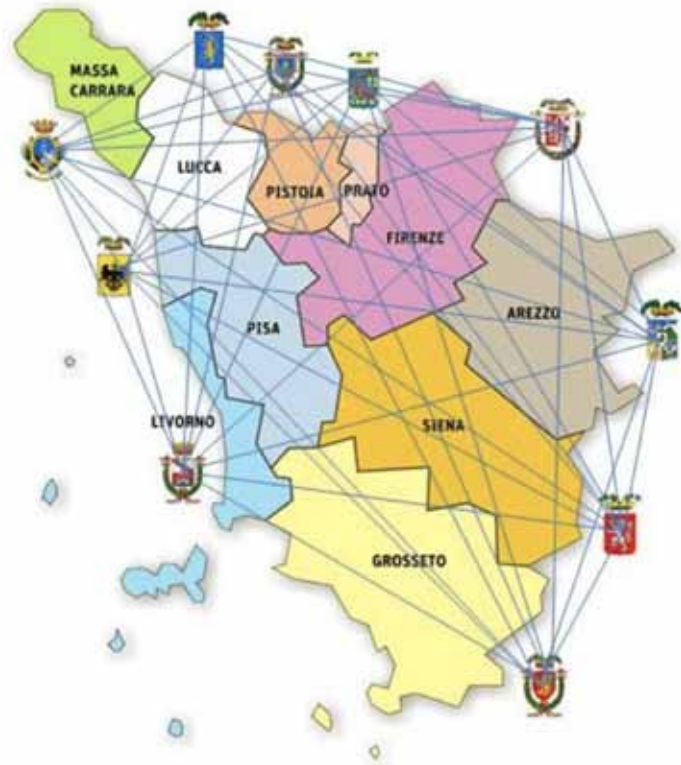 MASSA
CARRARA
LUCCA
PISTOIA
PRATO
FIRENZE
AREZZO
PISA
LIVORNO
SIENA
GROSSETO